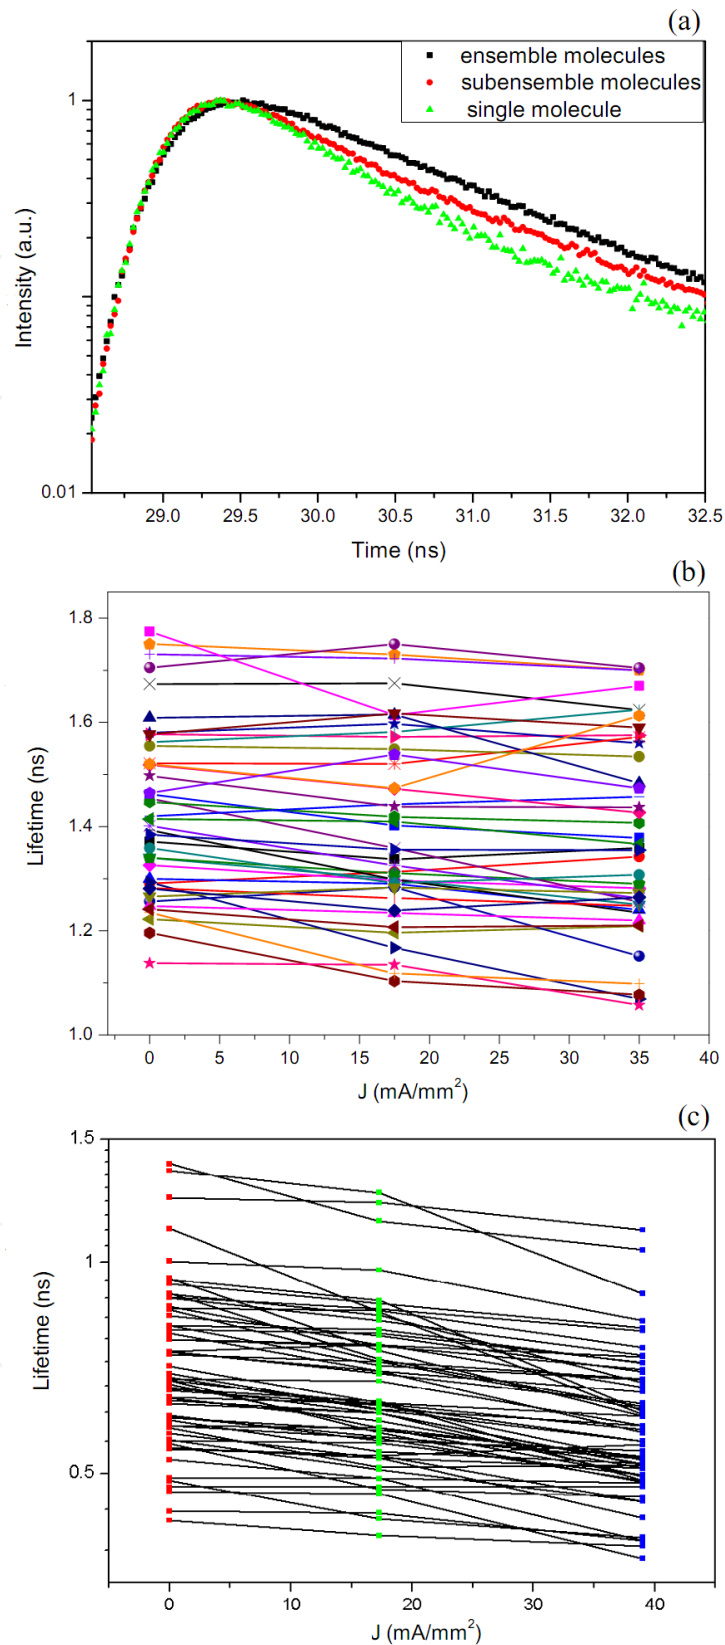 (a)
ensemble molecules
subensemble molecules
single molecule
1
0.01
Intensity (a.u.)
29.0 29.5 30.0 30.5 31.0 31.5 32.0 32.5
Time (ns)
(b)
1.8
1.6
1.4
1.2
1.0
Lifetime (ns)
0 5 10 15 20 25 30 35 40
J (mA/mm²)
(c)
1.5
1
0.5
Lifetime (ns)
0 10 20 30 40
J (mA/mm²)